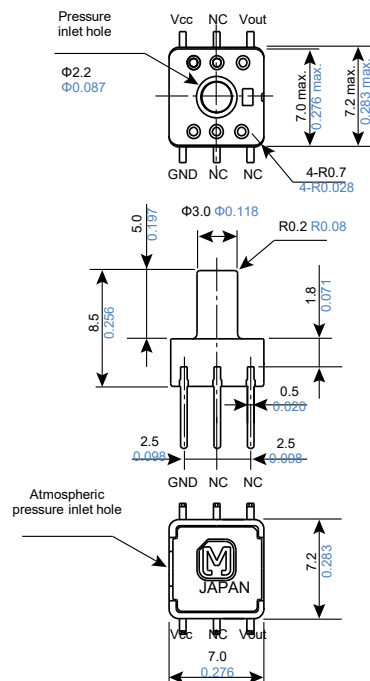 Pressure
inlet hole
Vcc NC Vout
Φ2.2
Φ0.087
7.0 max.
0.276 max.
7.2 max.
0.283 max.
GND NC NC
4-R0.7
4-R0.028
5.0
0.197
Φ3.0 Φ0.118
R0.2 R0.08
8.5
0.256
1.8
0.071
0.5
0.020
2.5
0.098
2.5
0.098
GND NC NC
Atmospheric
pressure inlet hole
M
JAPAN
7.2
0.283
Vcc NC Vout
7.0
0.276